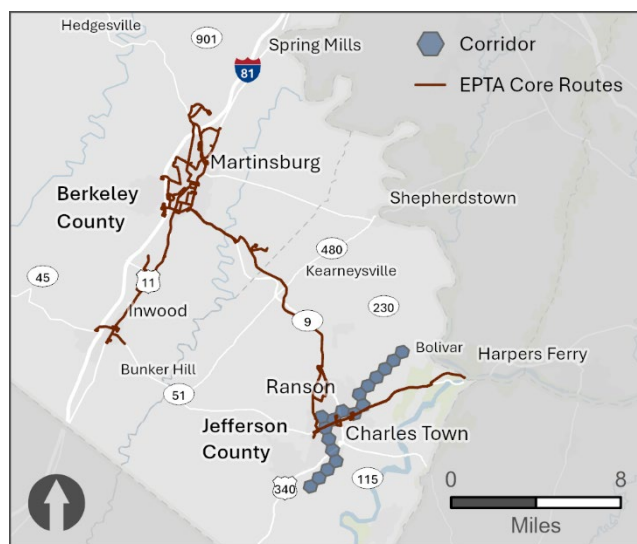 Hedgesville
901
Spring Mills
81
Corridor
EPTA Core Routes
Martinsburg
Berkeley
County
Shepherdstown
480
Kearneysville
45
11
230
Inwood
9
Bolivar
Harpers Ferry
Bunker Hill
51
Ranson
Jefferson
County
Charles Town
340
115
0
8
Miles